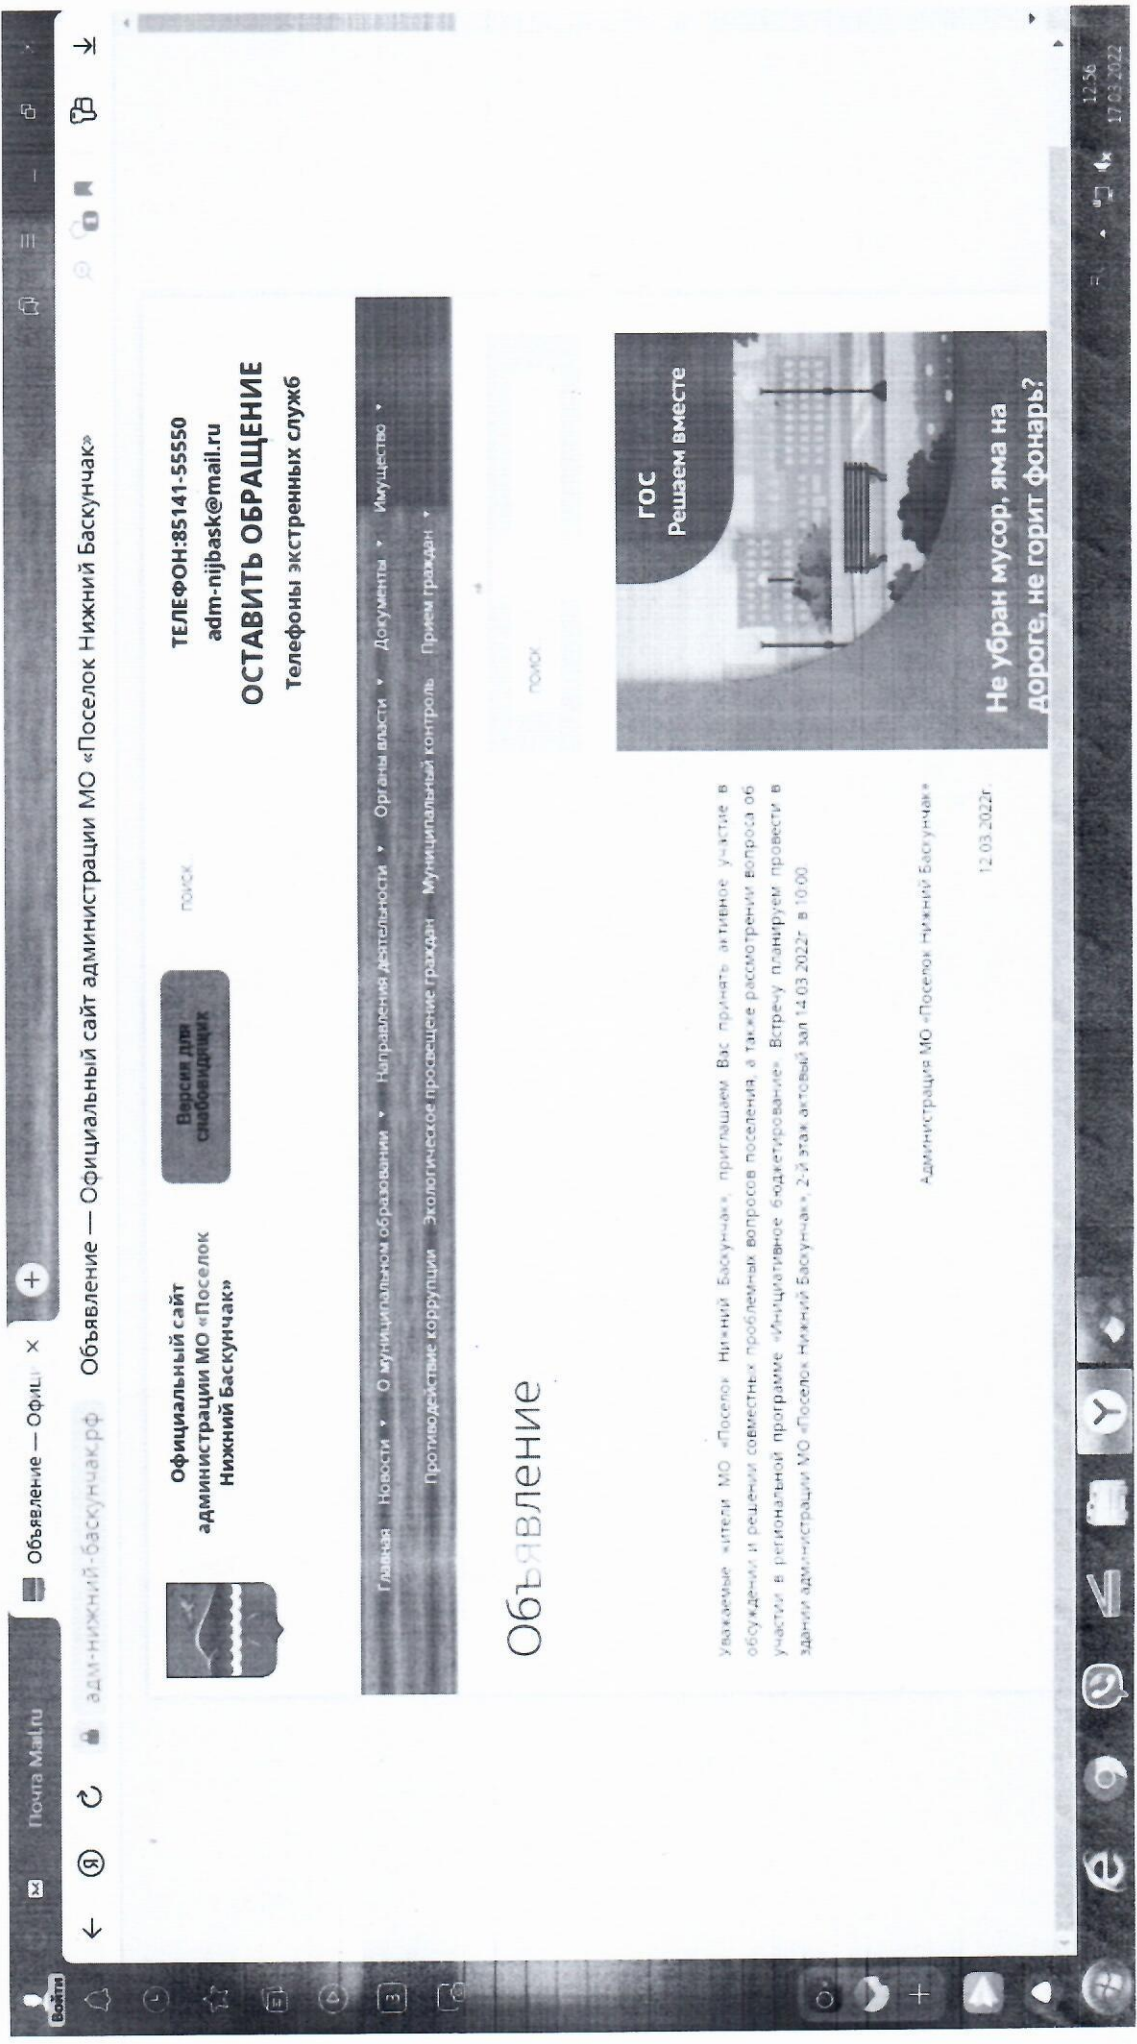 Почта Mail.ru
Объявление — Офиц
Войти
адм-нижний-баскунчак.рф
Объявление — Официальный сайт администрации МО «Поселок Нижний Баскунчак»
Официальный сайт
администрации МО «Поселок
Нижний Баскунчак»
Версия для
слабовидящих
поиск
ТЕЛЕФОН:85141-55550
adm-nijbask@mail.ru
ОСТАВИТЬ ОБРАЩЕНИЕ
Телефоны экстренных служб
Главная Новости О муниципальном образовании Направления деятельности Органы власти Документы Имущество
Противодействие коррупции Экологическое просвещение граждан Муниципальный контроль Прием граждан
Объявление
поиск
Уважаемые жители МО «Поселок Нижний Баскунчак», приглашаем Вас принять активное участие в
обсуждении и решении совместных проблемных вопросов поселения, а также рассмотрении вопроса об
участии в региональной программе «Инициативное бюджетирование» Встречу планируем провести в
здании администрации МО «Поселок Нижний Баскунчак», 2-й этаж актовый зал 14.03.2022г. в 10:00
Администрация МО «Поселок Нижний Баскунчак»
12.03.2022г.
ГОС
Решаем вместе
Не убран мусор, яма на
дороге, не горит фонарь?
12:56
17.03.2022